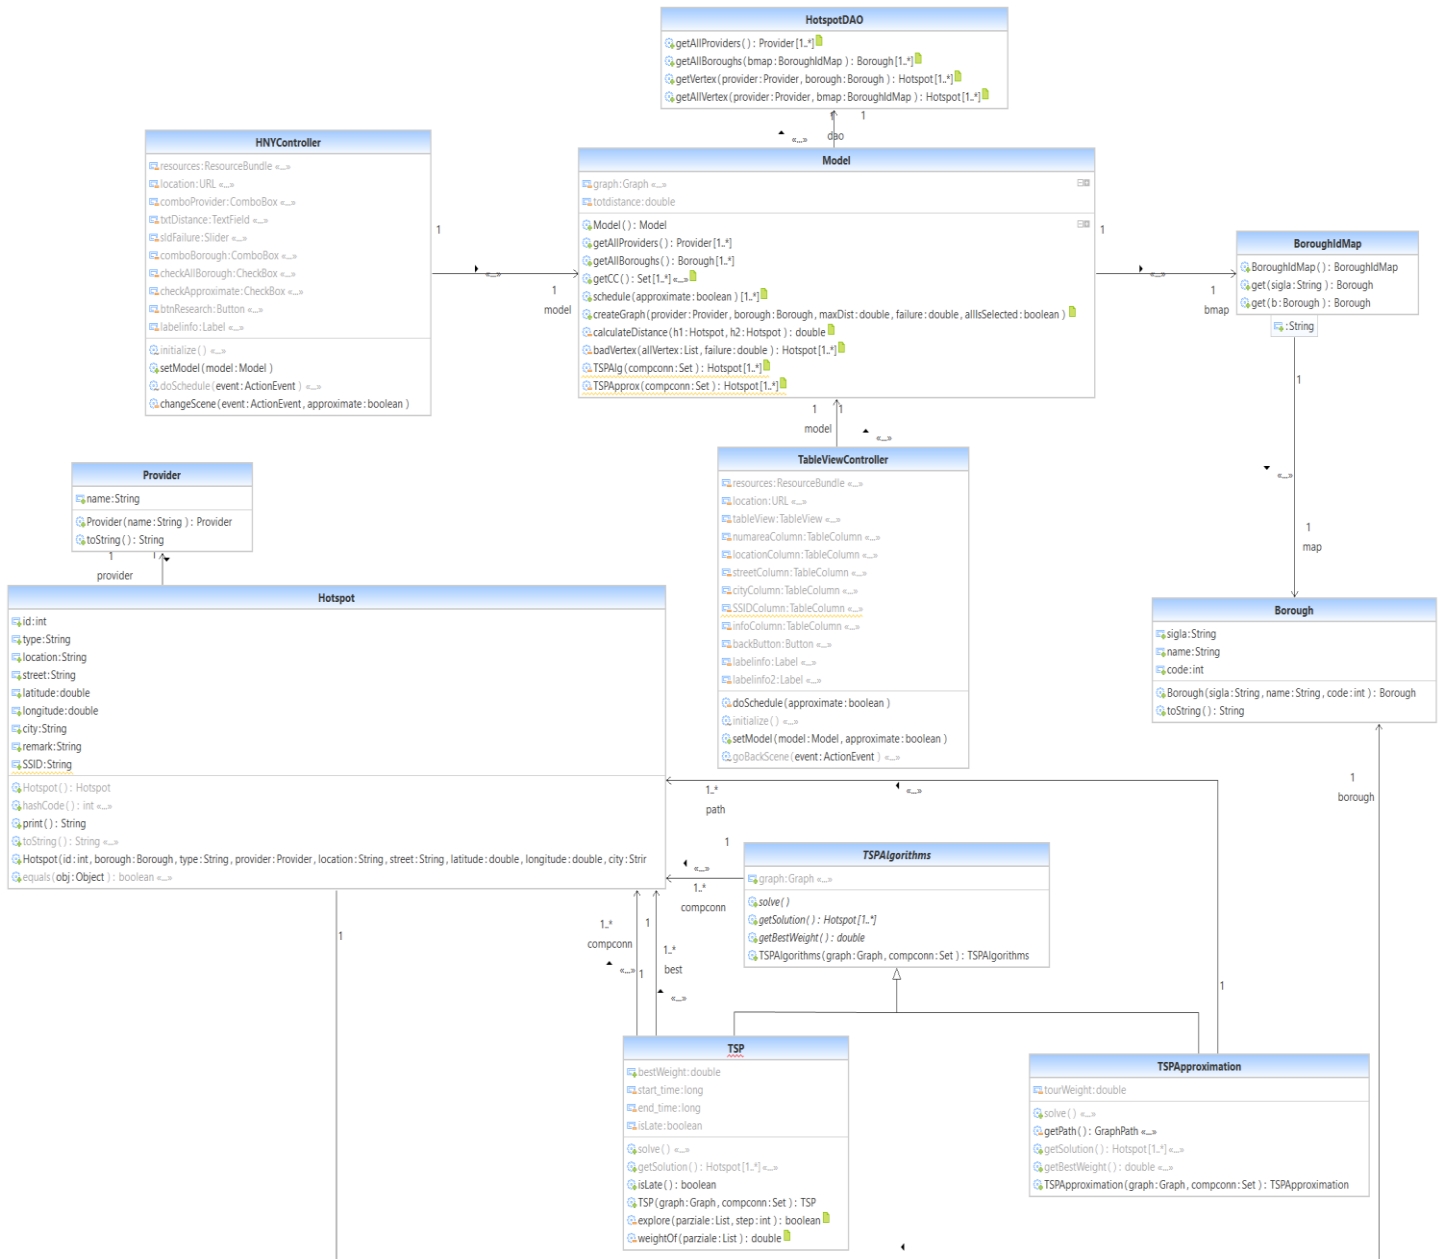 HotspotDAO
getAllProviders() : Provider[1..*]
getAllBoroughs(bmap:BoroughIdMap) : Borough[1..*]
getVertex(provider:Provider, borough:Borough) : Hotspot[1..*]
getAllVertex(provider:Provider, bmap:BoroughIdMap) : Hotspot[1..*]
1 1
dao
«...»
HNYController
resources:ResourceBundle «...»
location:URL «...»
comboProvider:ComboBox «...»
txtDistance:TextField «...»
sldFailure:Slider «...»
comboBorough:ComboBox «...»
checkAllBorough:CheckBox «...»
checkApproximate:CheckBox «...»
btnResearch:Button «...»
labelinfo:Label «...»
initialize() «...»
setModel(model:Model)
doSchedule(event:ActionEvent) «...»
changeScene(event:ActionEvent, approximate:boolean)
1
«...»
1
model
Model
graph:Graph «...»
totdistance:double
Model() : Model
getAllProviders() : Provider[1..*]
getAllBoroughs() : Borough[1..*]
getCC() : Set[1..*]«...»
schedule(approximate:boolean) [1..*]
createGraph(provider:Provider, borough:Borough, maxDist:double, failure:double, allIsSelected:boolean)
calculateDistance(h1:Hotspot, h2:Hotspot) : double
badVertex(allVertex:List, failure:double) : Hotspot[1..*]
TSPAlg(compconn:Set) : Hotspot[1..*]
TSPApprox(compconn:Set) : Hotspot[1..*]
1
«...»
1
bmap
BoroughIdMap
BoroughIdMap() : BoroughIdMap
get(sigla:String) : Borough
get(b:Borough) : Borough
:String
1
«...»
1
map
1 1
model
«...»
TableViewController
resources:ResourceBundle «...»
location:URL «...»
tableView:TableView «...»
numareaColumn:TableColumn «...»
locationColumn:TableColumn «...»
streetColumn:TableColumn «...»
cityColumn:TableColumn «...»
SSIDColumn:TableColumn «...»
infoColumn:TableColumn «...»
backButton:Button «...»
labelinfo:Label «...»
labelinfo2:Label «...»
doSchedule(approximate:boolean)
initialize() «...»
setModel(model:Model, approximate:boolean)
goBackScene(event:ActionEvent) «...»
Provider
name:String
Provider(name:String) : Provider
toString() : String
1 1
provider
Hotspot
id:int
type:String
location:String
street:String
latitude:double
longitude:double
city:String
remark:String
SSID:String
Hotspot() : Hotspot
hashCode() : int «...»
print() : String
toString() : String «...»
Hotspot(id:int, borough:Borough, type:String, provider:Provider, location:String, street:String, latitude:double, longitude:double, city:Strir
equals(obj:Object) : boolean «...»
Borough
sigla:String
name:String
code:int
Borough(sigla:String, name:String, code:int) : Borough
toString() : String
1
borough
1..*
path
«...»
1
1
«...»
1..*
compconn
TSPAlgorithms
graph:Graph «...»
solve()
getSolution() : Hotspot[1..*]
getBestWeight() : double
TSPAlgorithms(graph:Graph, compconn:Set) : TSPAlgorithms
1
1..*
compconn
«...»
1
1
1..*
best
«...»
TSP
bestWeight:double
start_time:long
end_time:long
isLate:boolean
solve() «...»
getSolution() : Hotspot[1..*]«...»
isLate() : boolean
TSP(graph:Graph, compconn:Set) : TSP
explore(parziale:List, step:int) : boolean
weightOf(parziale:List) : double
TSPApproximation
tourWeight:double
solve() «...»
getPath() : GraphPath «...»
getSolution() : Hotspot[1..*]«...»
getBestWeight() : double «...»
TSPApproximation(graph:Graph, compconn:Set) : TSPApproximation